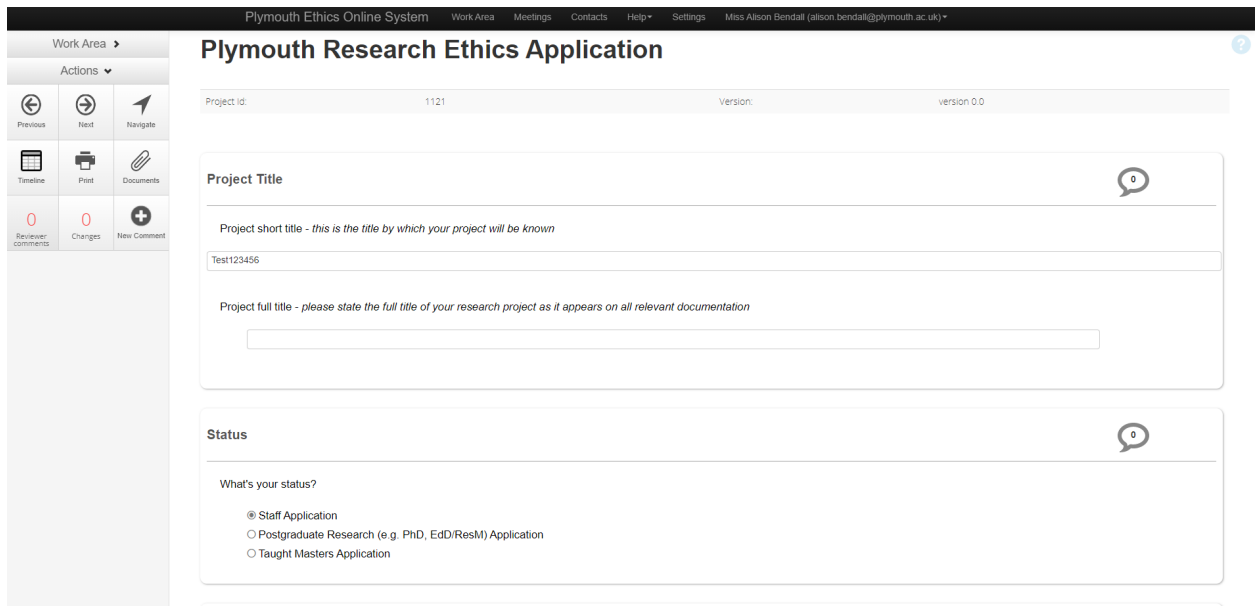 Plymouth Ethics Online System Work Area Meetings Contacts Help Settings Miss Alison Bendall (alison.bendall@plymouth.ac.uk)
Work Area
Actions
Previous Next Navigate
Timeline Print Documents
0 0
Reviewer comments Changes New Comment
Plymouth Research Ethics Application
?
Project Id: 1121 Version: version 0.0
Project Title
0
Project short title - this is the title by which your project will be known
Test123456
Project full title - please state the full title of your research project as it appears on all relevant documentation
Status
0
What's your status?
Staff Application
Postgraduate Research (e.g. PhD, EdD/ResM) Application
Taught Masters Application